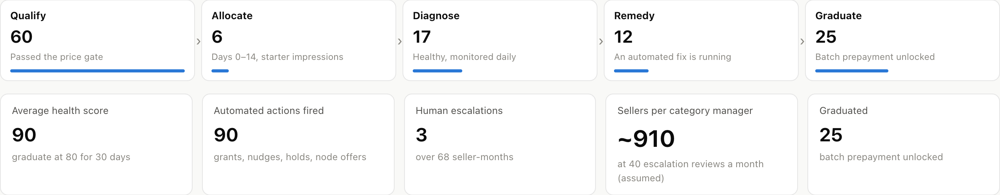 Qualify
60
Passed the price gate
›
Allocate
6
Days 0–14, starter impressions
›
Diagnose
17
Healthy, monitored daily
›
Remedy
12
An automated fix is running
›
Graduate
25
Batch prepayment unlocked
Average health score
90
graduate at 80 for 30 days
Automated actions fired
90
grants, nudges, holds, node offers
Human escalations
3
over 68 seller-months
Sellers per category manager
~910
at 40 escalation reviews a month
(assumed)
Graduated
25
batch prepayment unlocked